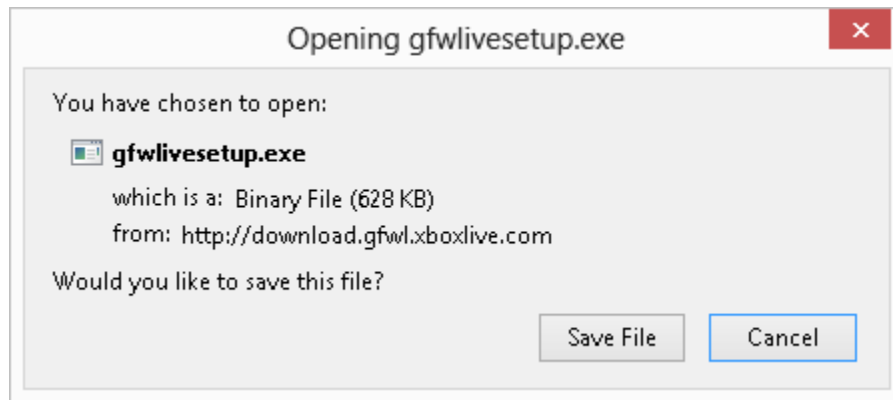 Opening gfwlivesetup.exe
You have chosen to open:
gfwlivesetup.exe
which is a: Binary File (628 KB)
from: http://download.gfwl.xboxlive.com
Would you like to save this file?
Save File Cancel